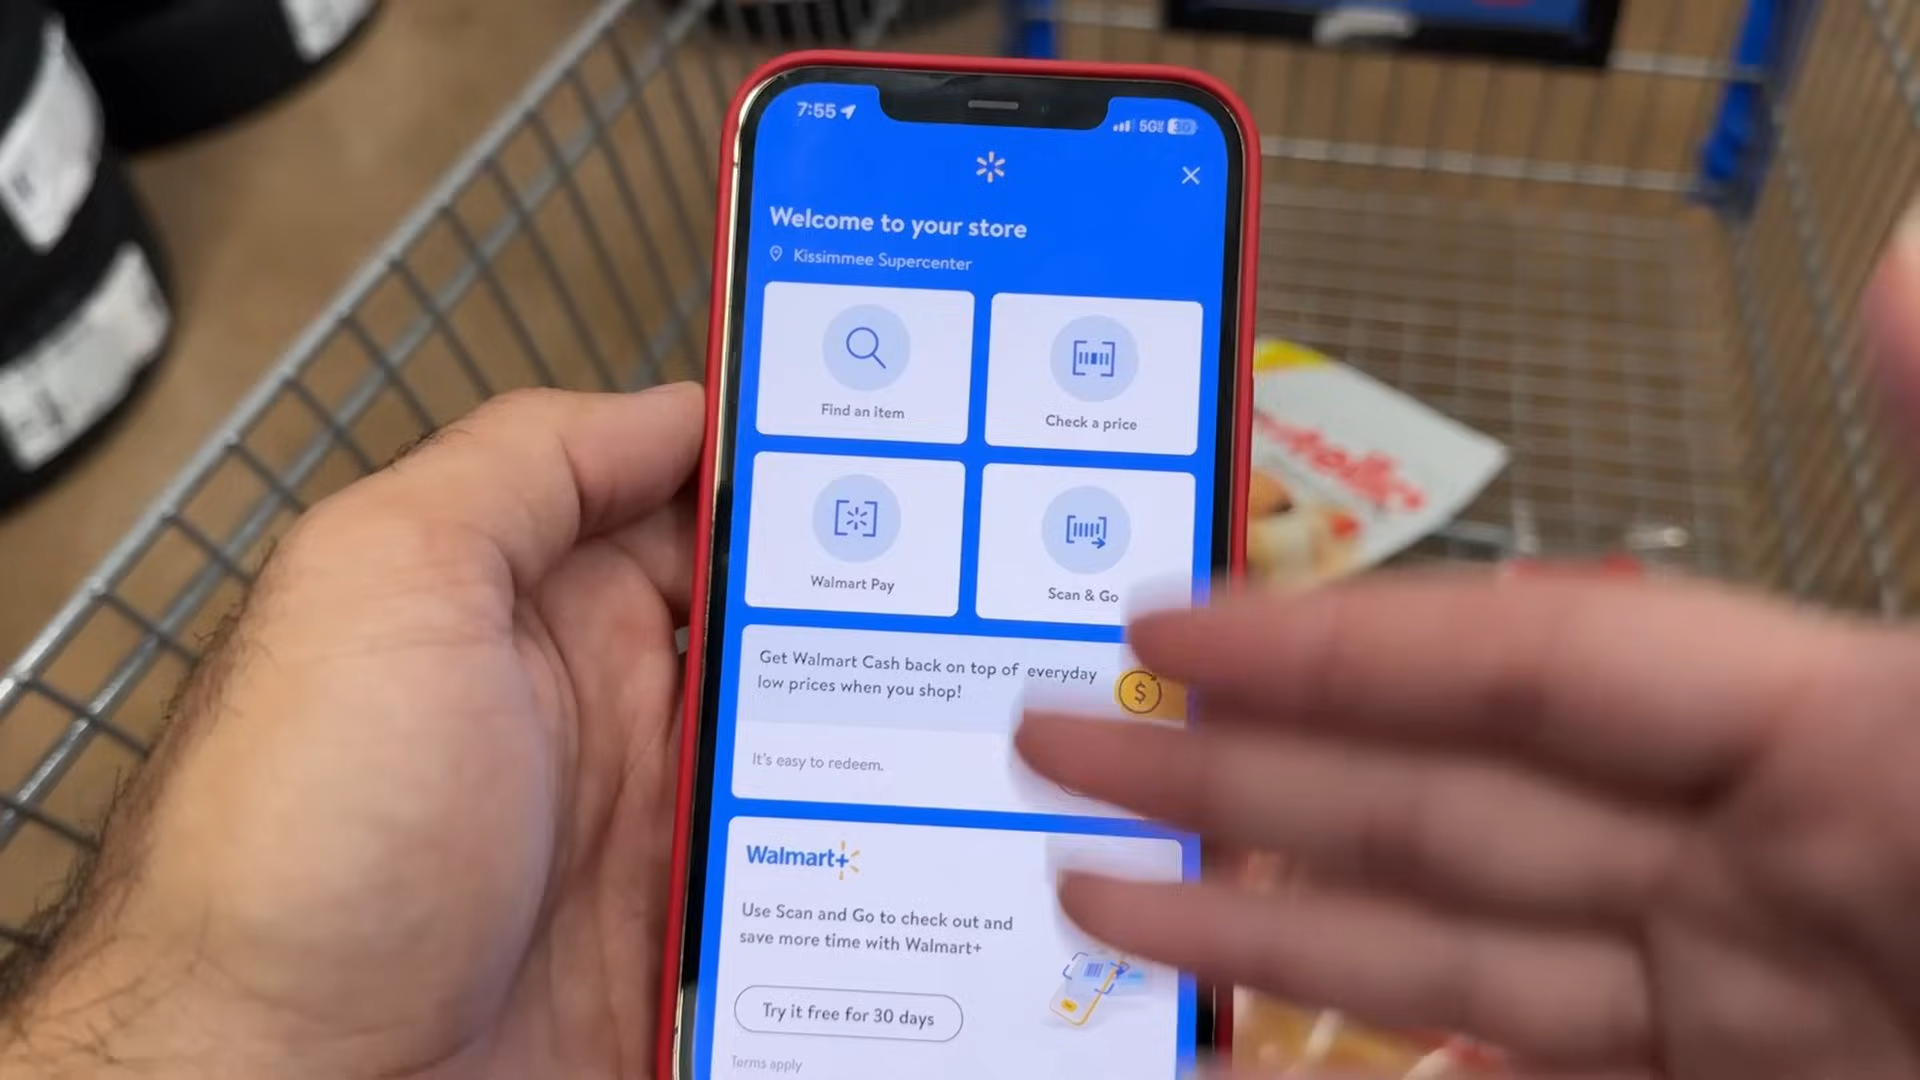 7:55
5G
30
Welcome to your store
Kissimmee Supercenter
Find an item
Check a price
Walmart Pay
Scan & Go
Get Walmart Cash back on top of everyday
low prices when you shop!
$
It's easy to redeem.
Walmart+
Use Scan and Go to check out and
save more time with Walmart+
Try it free for 30 days
Terms apply